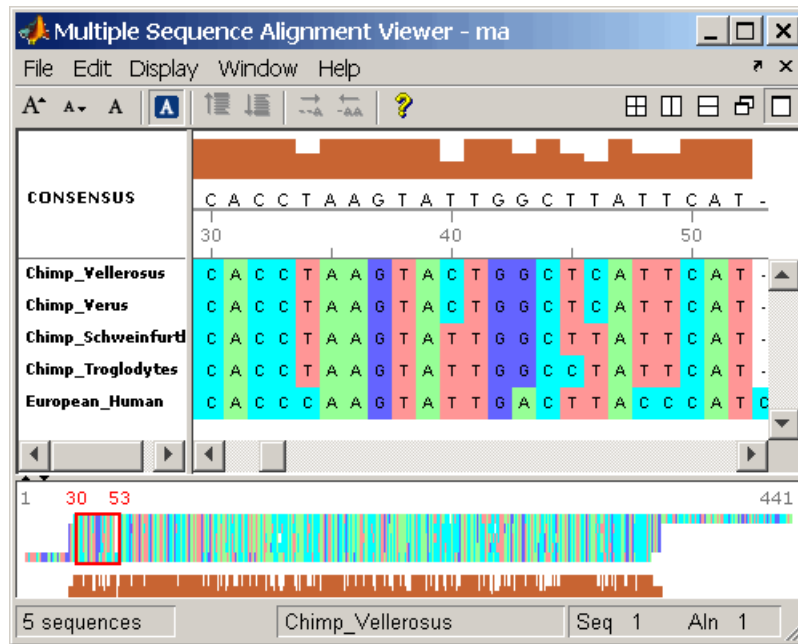 Multiple Sequence Alignment Viewer - ma
File Edit Display Window Help
A A A A --A -AA ?
CONSENSUS C A C C T A A G T A T T G G C T T A T T C A T -
30 40 50
Chimp_Vellerosus C A C C T A A G T A C T G G C T C A T T C A T -
Chimp_Verus C A C C T A A G T A C T G G C T C A T T C A T -
Chimp_Schweinfurtl C A C C T A A G T A T T G G C T T A T T C A T -
Chimp_Troglodytes C A C C T A A G T A T T G G C C T A T T C A T -
European_Human C A C C C A A G T A T T G A C T T A C C C A T C
1 30 53 441
5 sequences Chimp_Vellerosus Seq 1 Aln 1